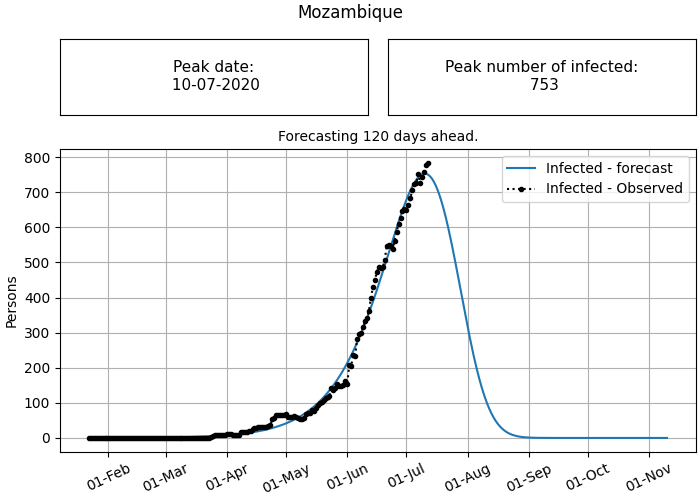 Mozambique
Peak date:
10-07-2020
Peak number of infected:
753
Forecasting 120 days ahead.
Infected - forecast
Infected - Observed
Persons
800
700
600
500
400
300
200
100
0
01-Feb
01-Mar
01-Apr
01-May
01-Jun
01-Jul
01-Aug
01-Sep
01-Oct
01-Nov